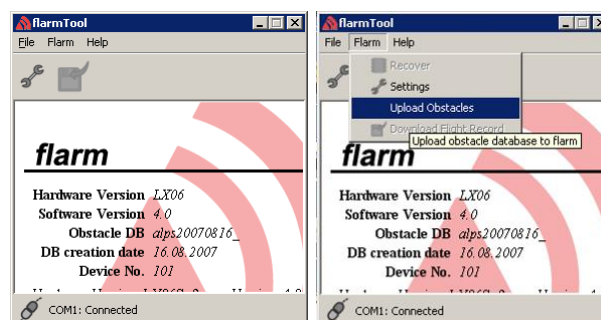 flarmTool
File Flarm Help
flarm
Hardware Version LX06
Software Version 4.0
Obstacle DB alps20070816_
DB creation date 16.08.2007
Device No. 101
COM1: Connected
flarmTool
File Flarm Help
Recover
Settings
Upload Obstacles
Download Flight Record
Upload obstacle database to flarm
flarm
Hardware Version LX06
Software Version 4.0
Obstacle DB alps20070816_
DB creation date 16.08.2007
Device No. 101
COM1: Connected